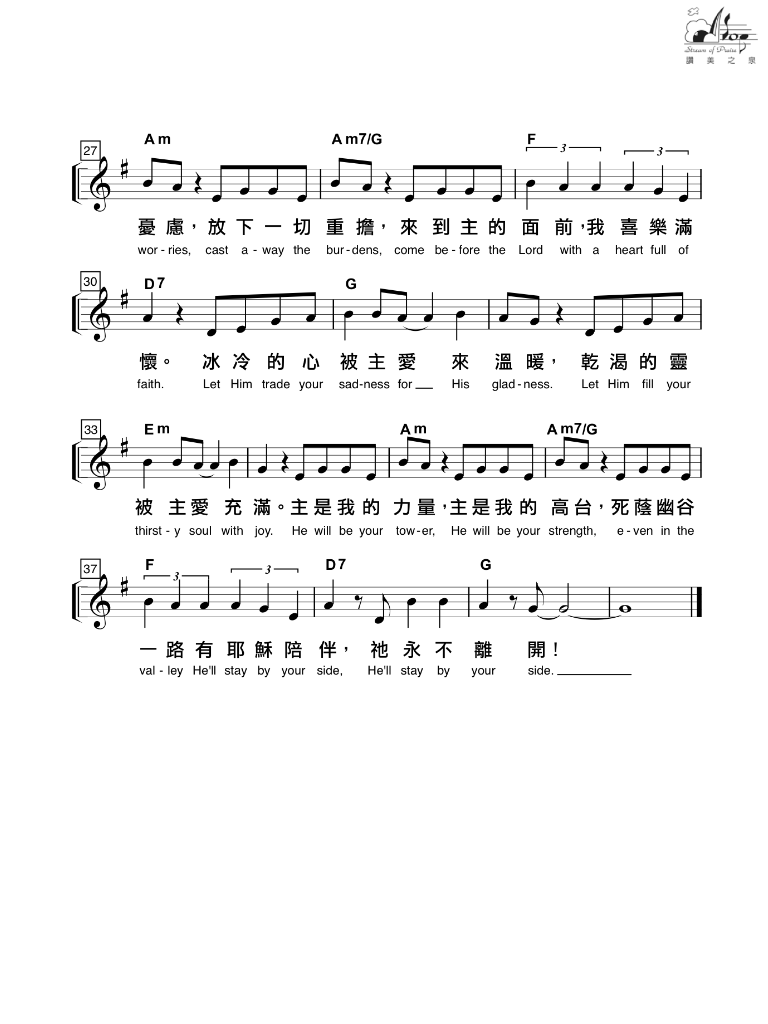 Stream of Praise
讚美之泉
27 Am Am7/G F
3 3
憂慮，放下一切重擔，來到主的面前，我喜樂滿
wor-ries, cast a-way the bur-dens, come be-fore the Lord with a heart full of
30 D7 G
懷。冰冷的心被主愛來溫暖，乾渴的靈
faith. Let Him trade your sad-ness for His glad-ness. Let Him fill your
33 Em Am Am7/G
被主愛充滿。主是我的力量，主是我的高台，死蔭幽谷
thirst-y soul with joy. He will be your tow-er, He will be your strength, e-ven in the
37 F D7 G
3 3
一路有耶穌陪伴，祂永不離開！
val-ley He'll stay by your side, He'll stay by your side.